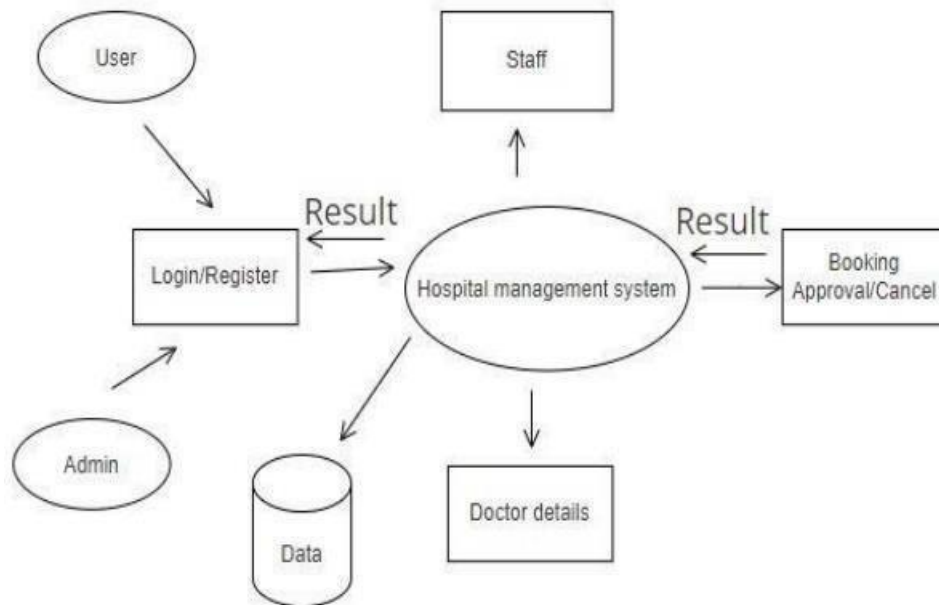 User
Staff
Result
Result
Login/Register
Hospital management system
Booking
Approval/Cancel
Admin
Data
Doctor details